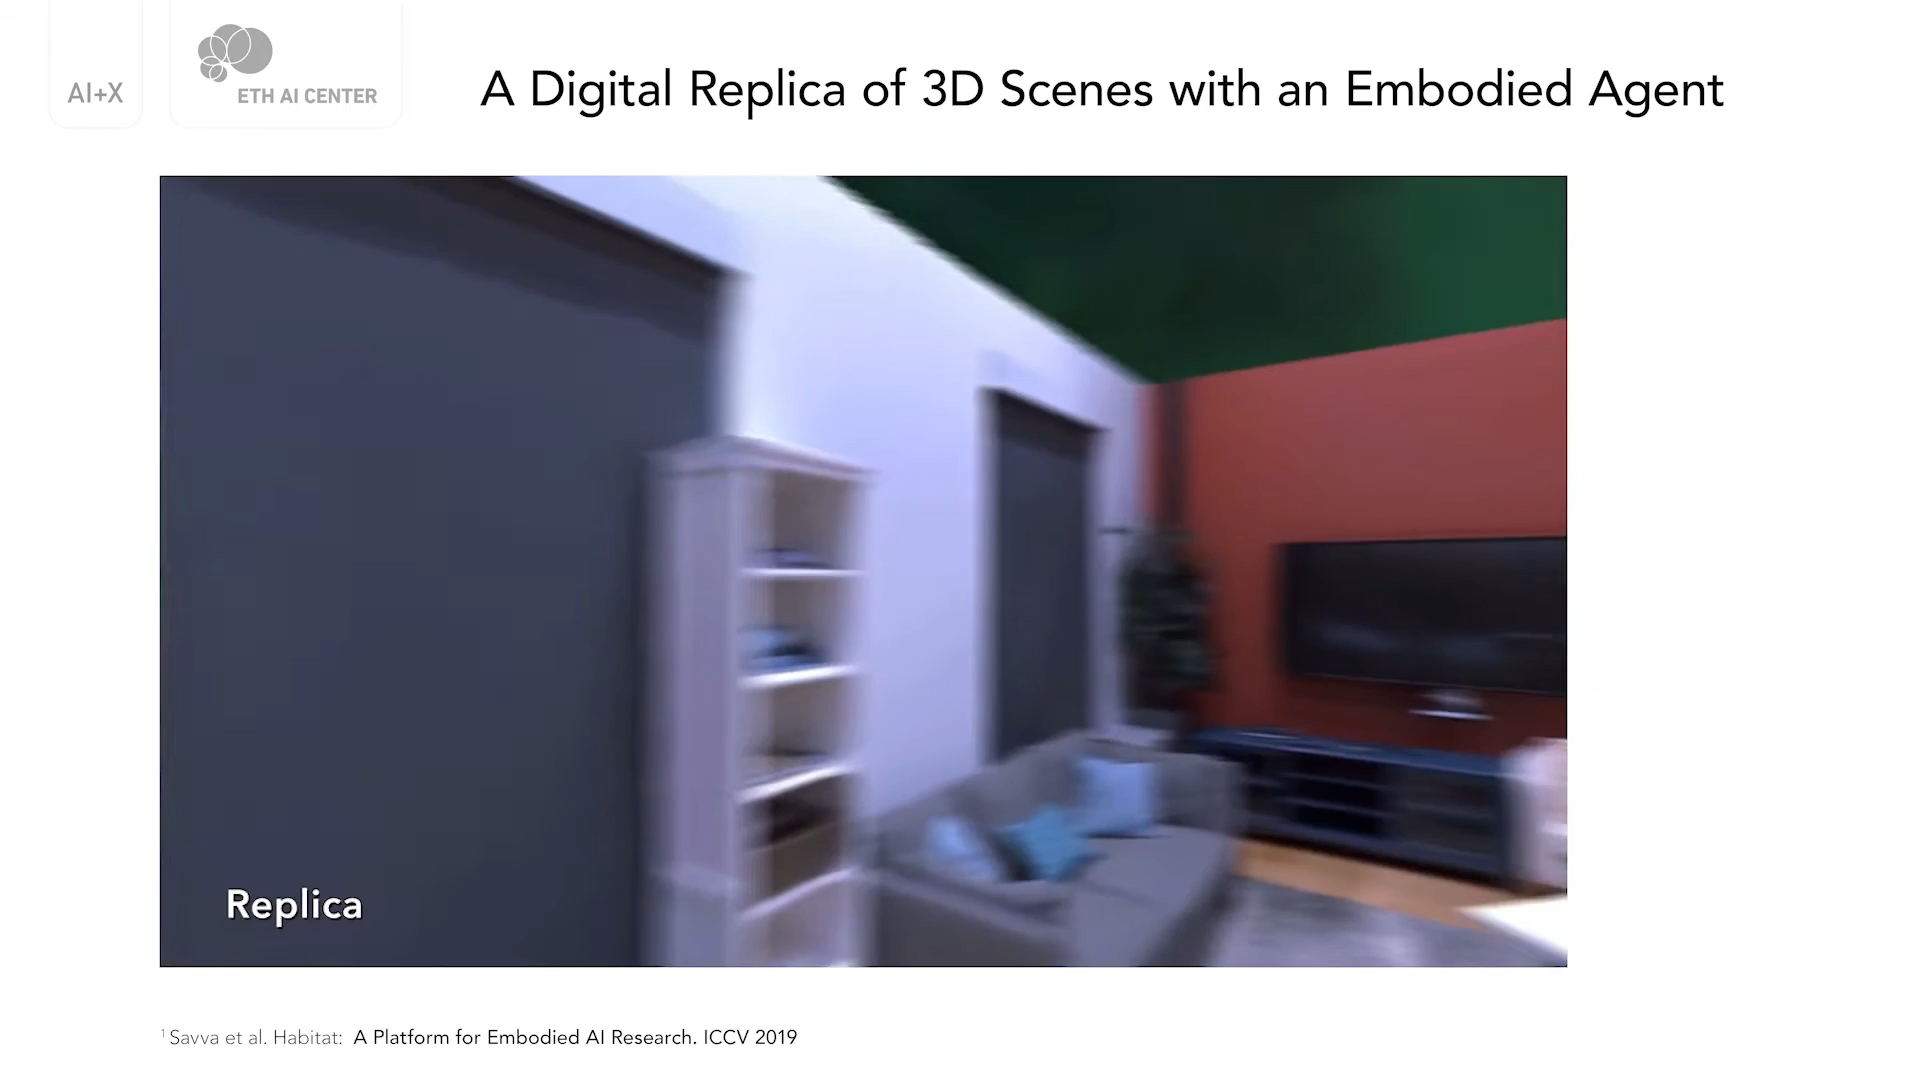 AI+X
ETH AI CENTER
A Digital Replica of 3D Scenes with an Embodied Agent
Replica
1 Savva et al. Habitat: A Platform for Embodied AI Research. ICCV 2019